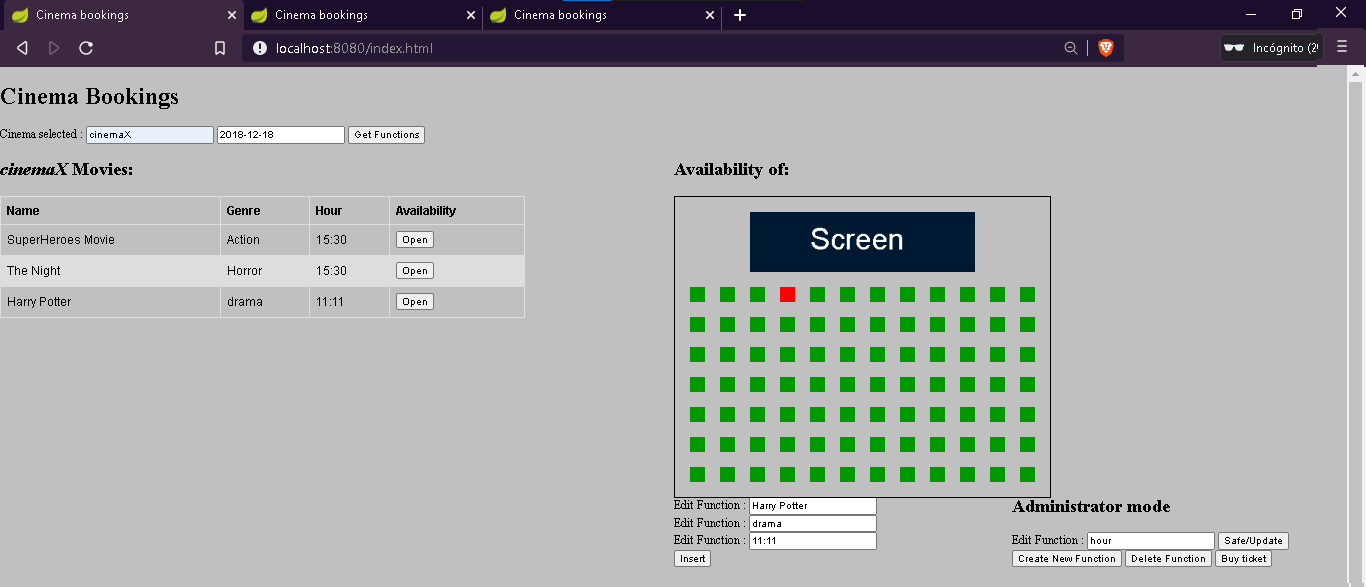 Cinema bookings Cinema bookings Cinema bookings
localhost:8080/index.html
Cinema Bookings
Cinema selected : cinemaX 2018-12-18 Get Functions
cinemaX Movies:
Name Genre Hour Availability
SuperHeroes Movie Action 15:30 Open
The Night Horror 15:30 Open
Harry Potter drama 11:11 Open
Availability of:
Screen
Edit Function : Harry Potter
Edit Function : drama
Edit Function : 11:11
Insert
Administrator mode
Edit Function : hour Safe/Update
Create New Function Delete Function Buy ticket
Incógnito (2